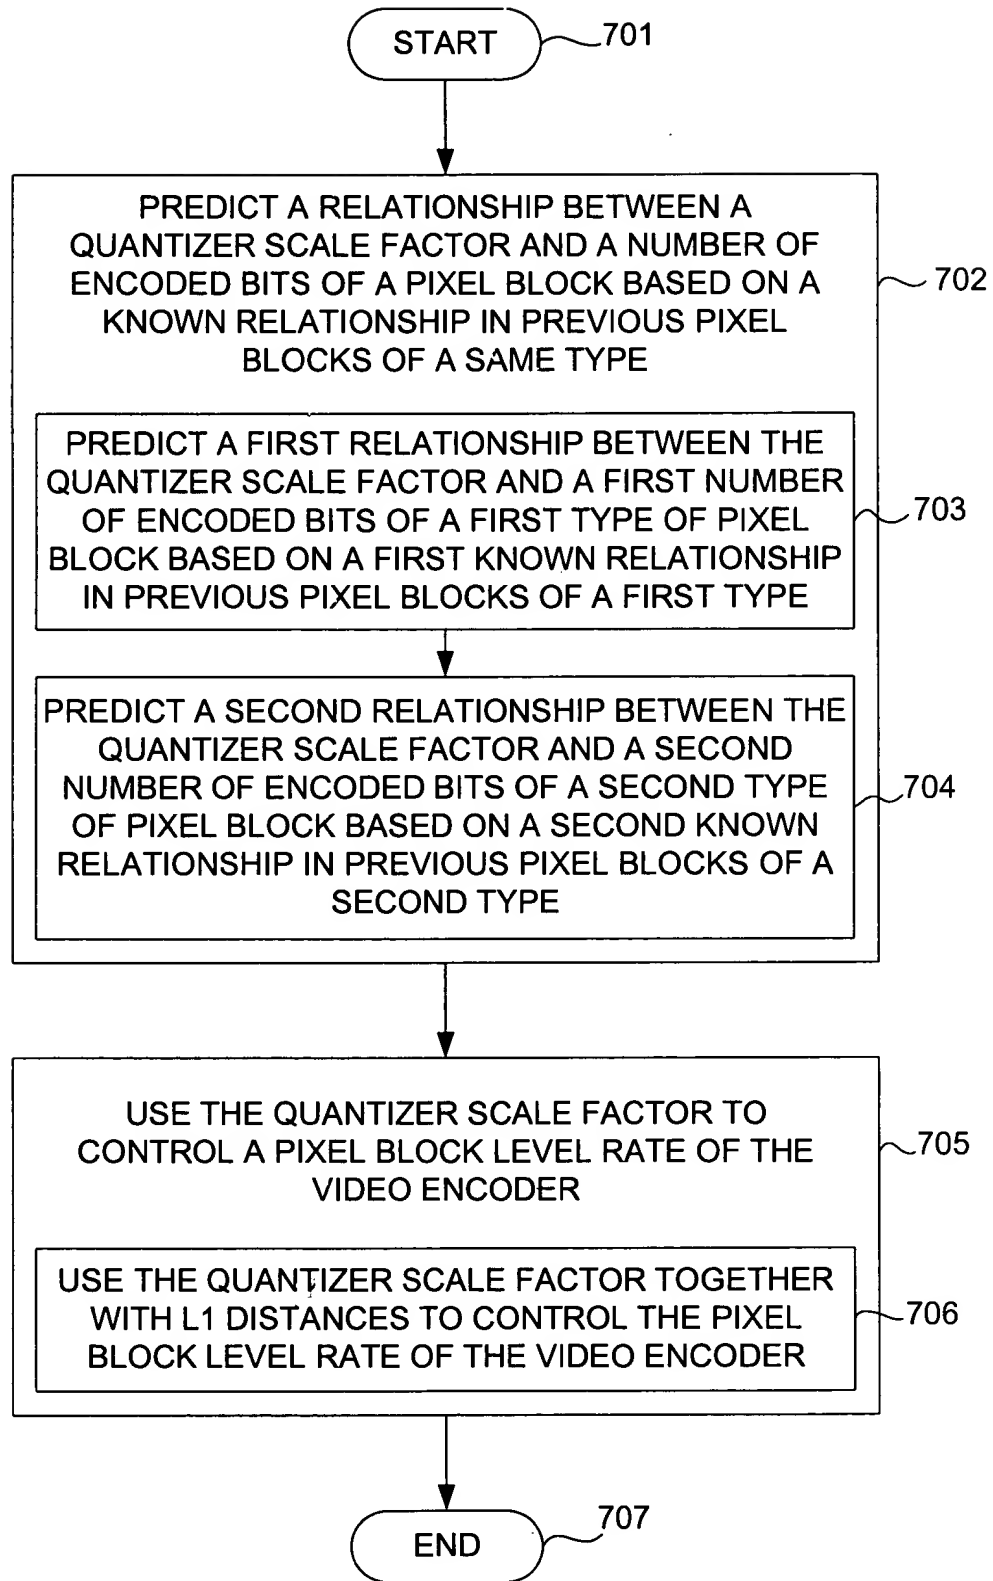 START
701
PREDICT A RELATIONSHIP BETWEEN A
QUANTIZER SCALE FACTOR AND A NUMBER OF
ENCODED BITS OF A PIXEL BLOCK BASED ON A
KNOWN RELATIONSHIP IN PREVIOUS PIXEL
BLOCKS OF A SAME TYPE
702
PREDICT A FIRST RELATIONSHIP BETWEEN THE
QUANTIZER SCALE FACTOR AND A FIRST NUMBER
OF ENCODED BITS OF A FIRST TYPE OF PIXEL
BLOCK BASED ON A FIRST KNOWN RELATIONSHIP
IN PREVIOUS PIXEL BLOCKS OF A FIRST TYPE
703
PREDICT A SECOND RELATIONSHIP BETWEEN THE
QUANTIZER SCALE FACTOR AND A SECOND
NUMBER OF ENCODED BITS OF A SECOND TYPE
OF PIXEL BLOCK BASED ON A SECOND KNOWN
RELATIONSHIP IN PREVIOUS PIXEL BLOCKS OF A
SECOND TYPE
704
USE THE QUANTIZER SCALE FACTOR TO
CONTROL A PIXEL BLOCK LEVEL RATE OF THE
VIDEO ENCODER
705
USE THE QUANTIZER SCALE FACTOR TOGETHER
WITH L1 DISTANCES TO CONTROL THE PIXEL
BLOCK LEVEL RATE OF THE VIDEO ENCODER
706
END
707